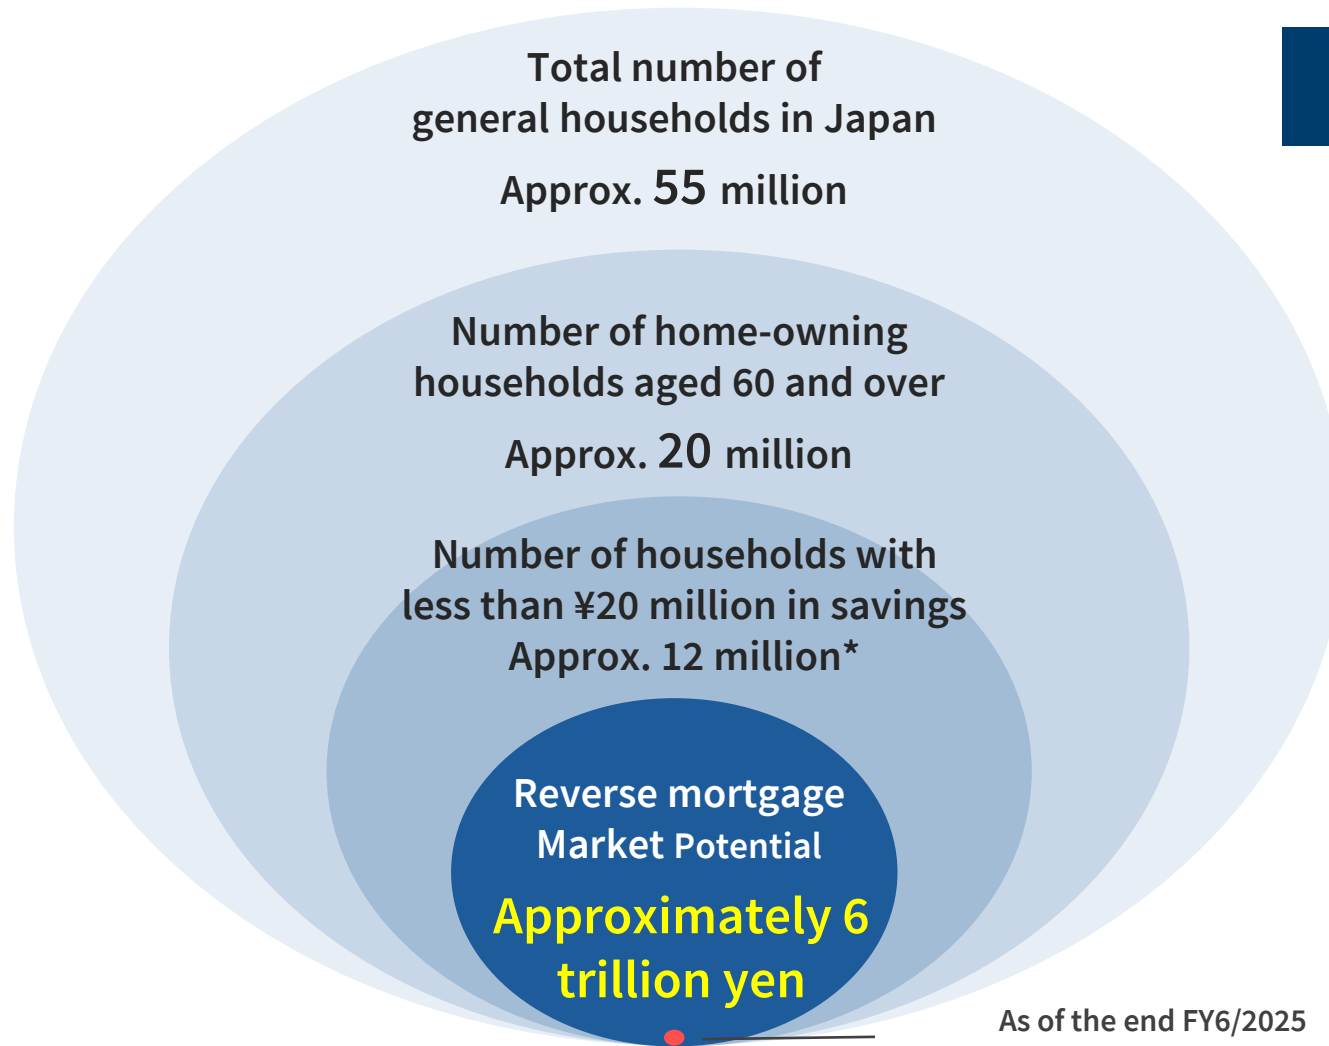 Total number of
general households in Japan
Approx. 55 million
Number of home-owning
households aged 60 and over
Approx. 20 million
Number of households with
less than ¥20 million in savings
Approx. 12 million*
Reverse mortgage
Market Potential
Approximately 6
trillion yen
As of the end FY6/2025